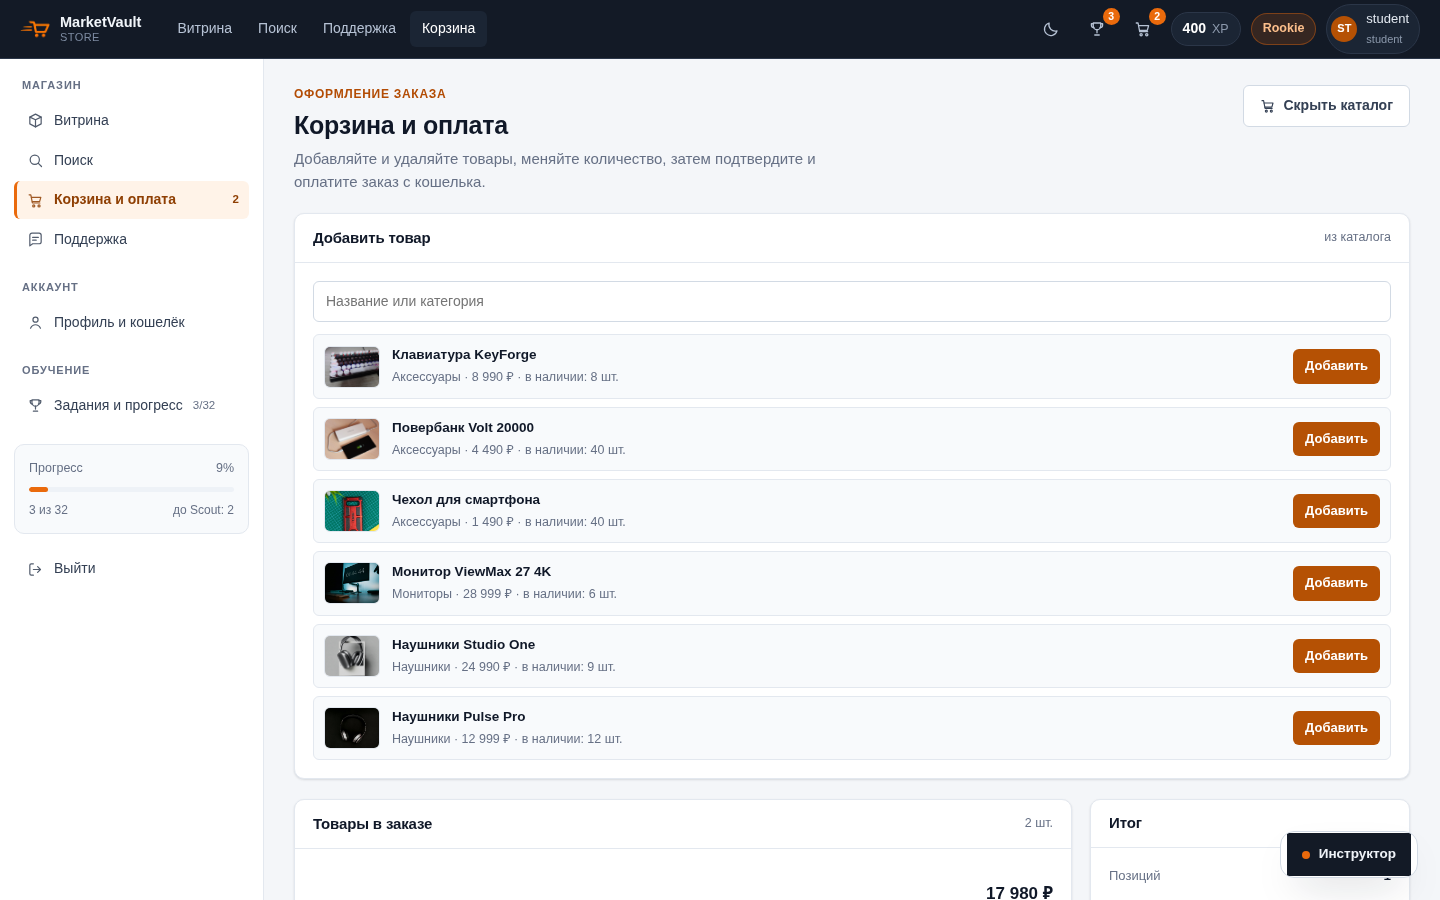 MarketVault
STORE
Витрина
Поиск
Поддержка
Корзина
3
2
400 XP
Rookie
ST
student
student
МАГАЗИН
Витрина
Поиск
Корзина и оплата 2
Поддержка
АККАУНТ
Профиль и кошелёк
ОБУЧЕНИЕ
Задания и прогресс 3/32
Прогресс 9%
3 из 32 до Scout: 2
Выйти
ОФОРМЛЕНИЕ ЗАКАЗА
Корзина и оплата
Добавляйте и удаляйте товары, меняйте количество, затем подтвердите и
оплатите заказ с кошелька.
Скрыть каталог
Добавить товар из каталога
Название или категория
Клавиатура KeyForge
Аксессуары · 8 990 ₽ · в наличии: 8 шт.
Добавить
Повербанк Volt 20000
Аксессуары · 4 490 ₽ · в наличии: 40 шт.
Добавить
Чехол для смартфона
Аксессуары · 1 490 ₽ · в наличии: 40 шт.
Добавить
Монитор ViewMax 27 4K
Мониторы · 28 999 ₽ · в наличии: 6 шт.
Добавить
Наушники Studio One
Наушники · 24 990 ₽ · в наличии: 9 шт.
Добавить
Наушники Pulse Pro
Наушники · 12 999 ₽ · в наличии: 12 шт.
Добавить
Товары в заказе 2 шт.
17 980 ₽
Итог
Позиций
Инструктор